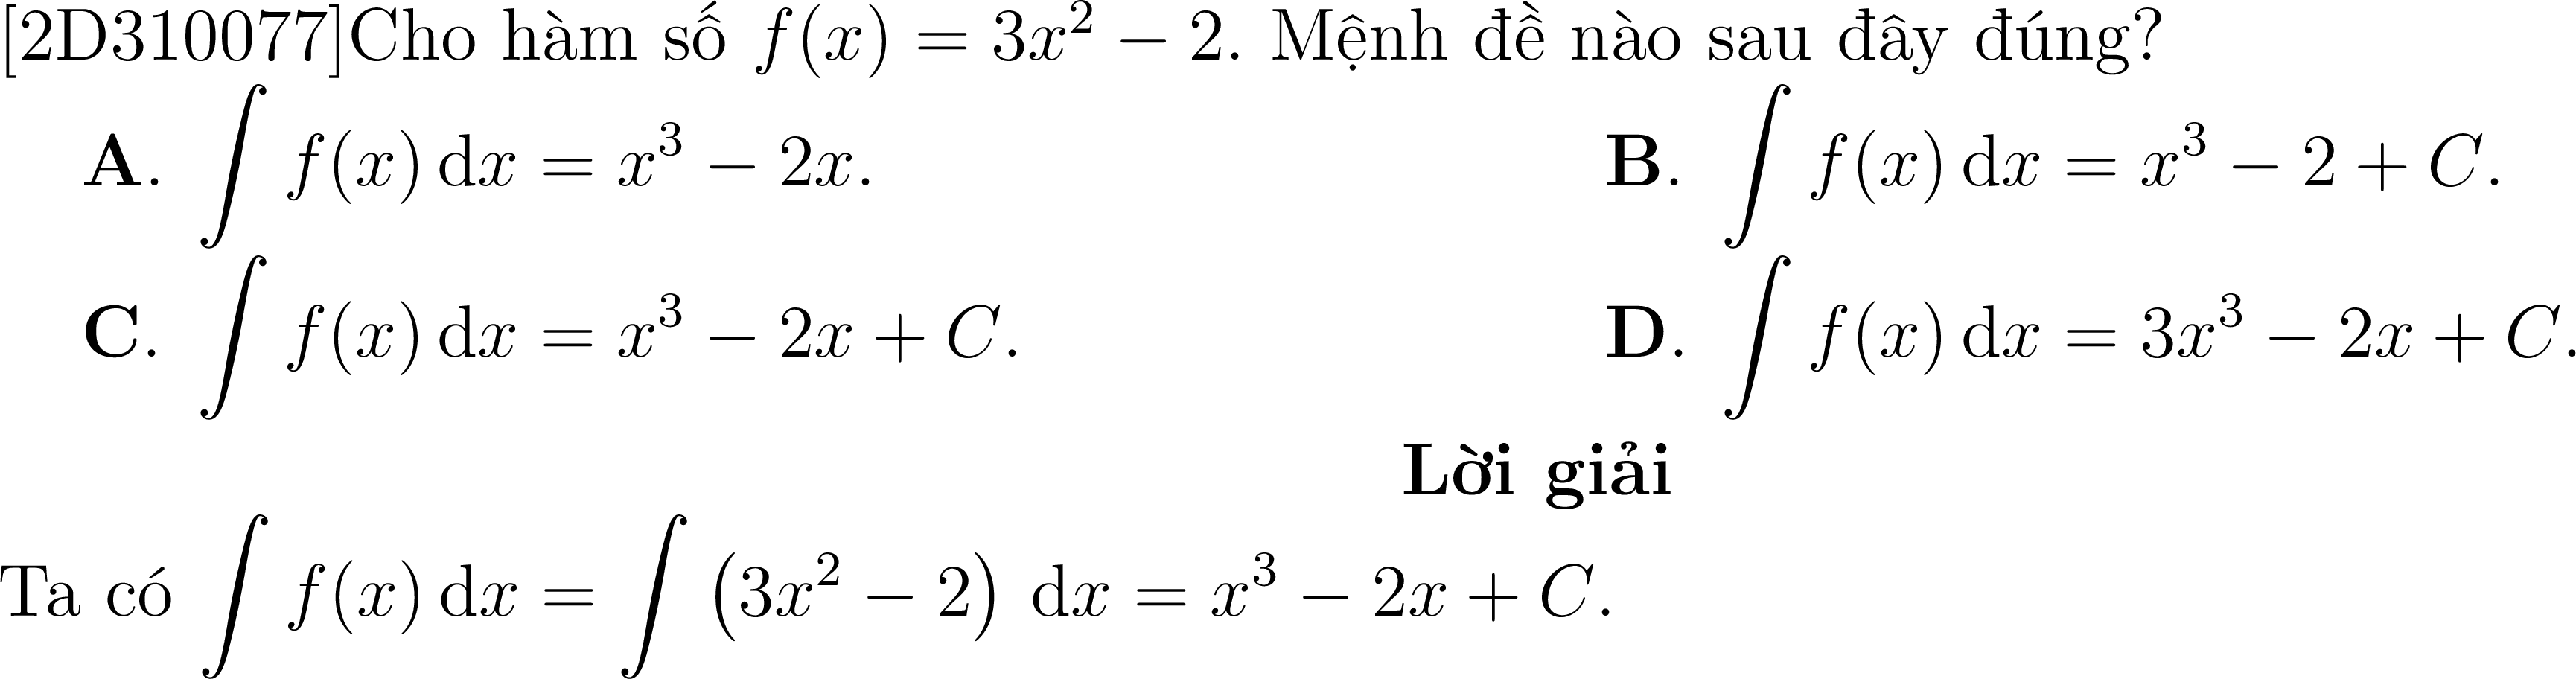 [2D310077]Cho hàm số f(x) = 3x² − 2. Mệnh đề nào sau đây đúng?
A. ∫ f(x) dx = x³ − 2x. B. ∫ f(x) dx = x³ − 2 + C.
C. ∫ f(x) dx = x³ − 2x + C. D. ∫ f(x) dx = 3x³ − 2x + C.
Lời giải
Ta có ∫ f(x) dx = ∫ (3x² − 2) dx = x³ − 2x + C.